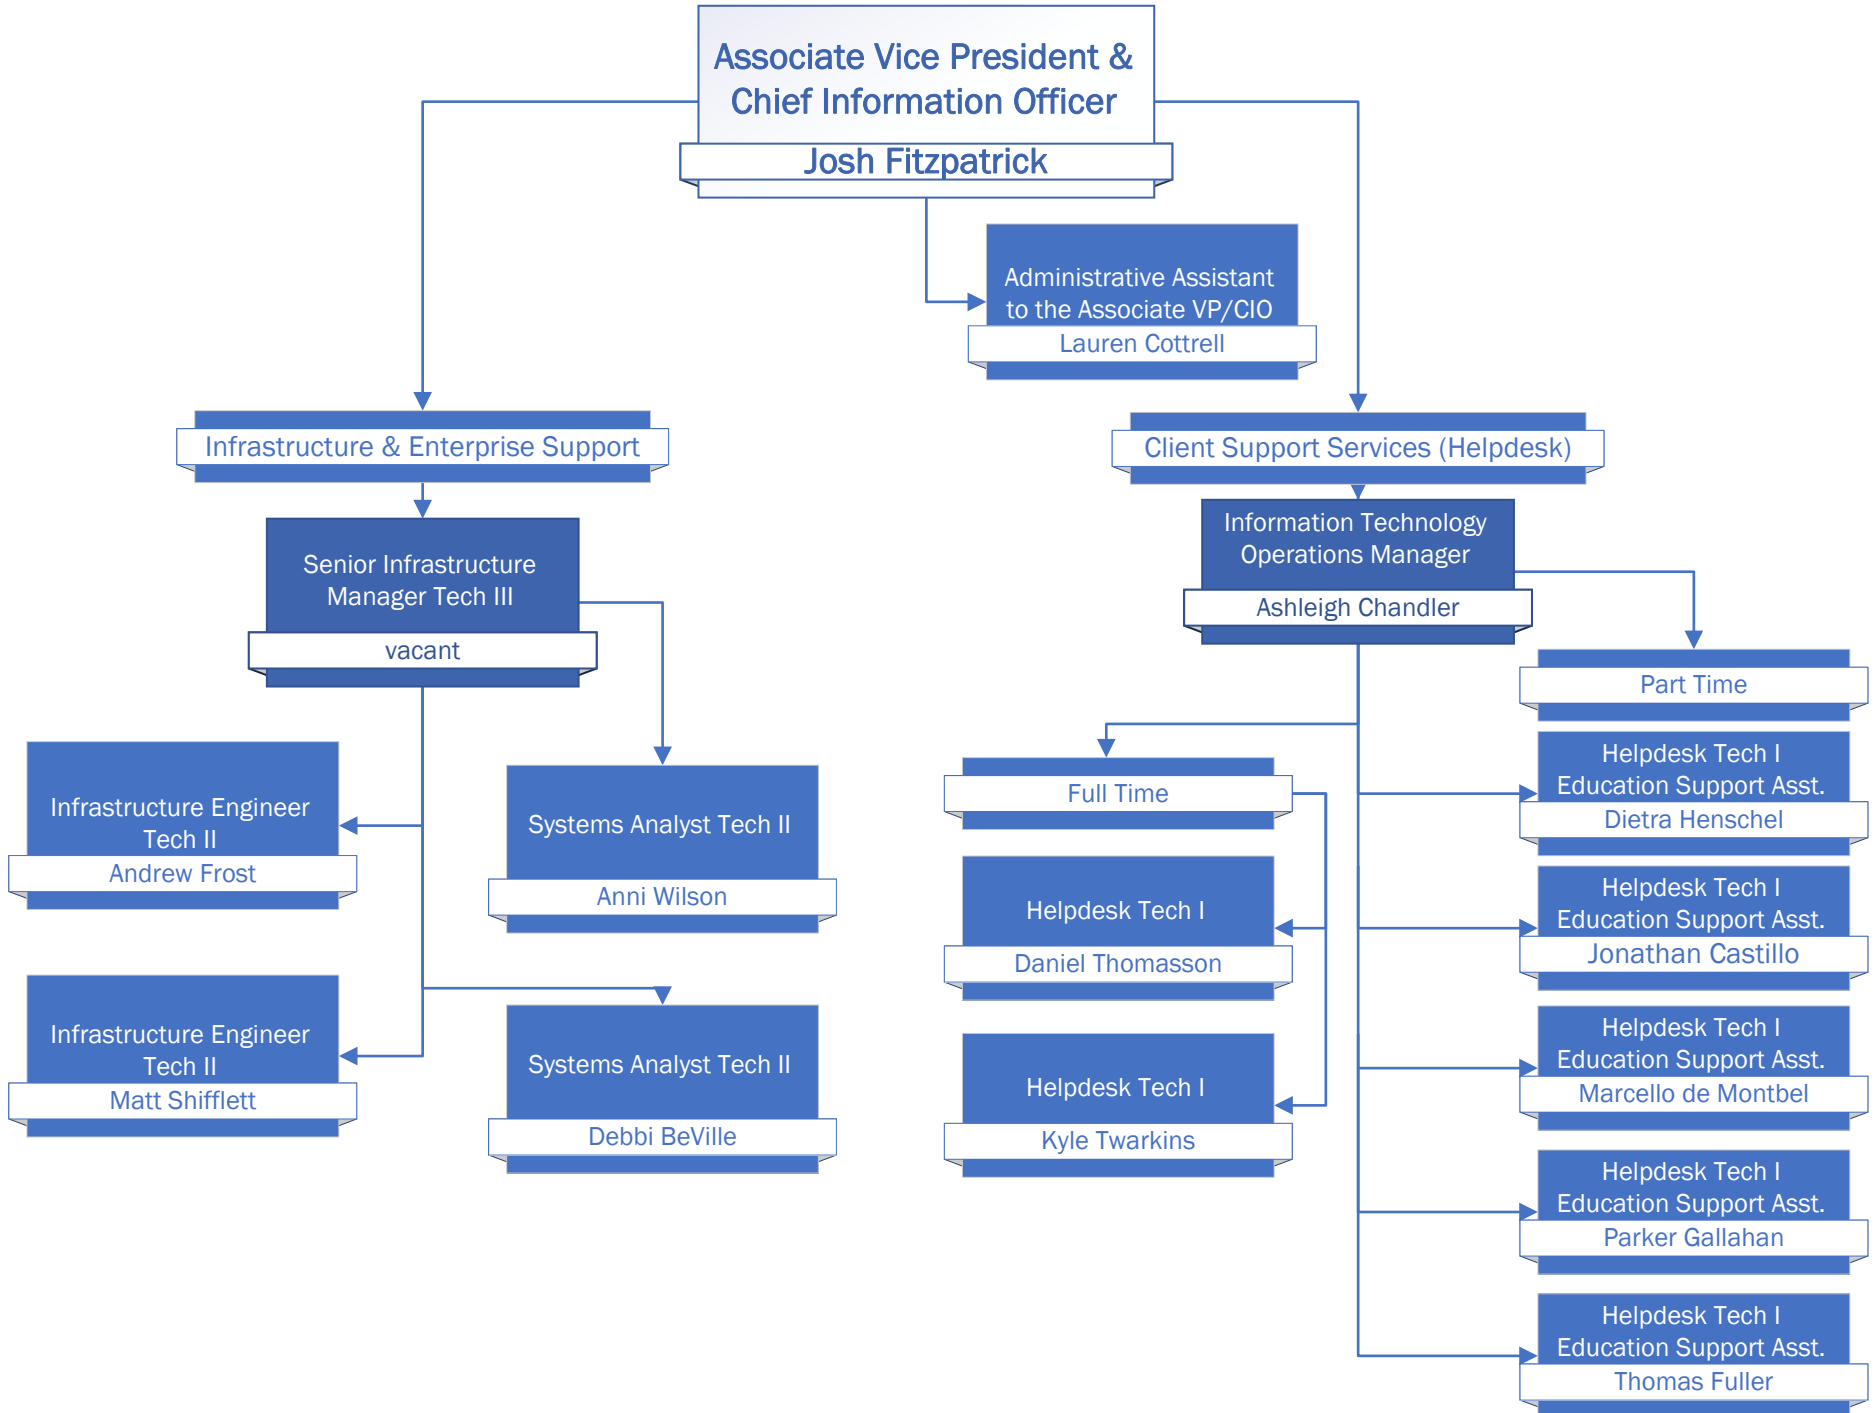 Associate Vice President &
Chief Information Officer
Josh Fitzpatrick
Administrative Assistant
to the Associate VP/CIO
Lauren Cottrell
Infrastructure & Enterprise Support
Senior Infrastructure
Manager Tech III
vacant
Infrastructure Engineer
Tech II
Andrew Frost
Systems Analyst Tech II
Anni Wilson
Infrastructure Engineer
Tech II
Matt Shifflett
Systems Analyst Tech II
Debbi BeVille
Client Support Services (Helpdesk)
Information Technology
Operations Manager
Ashleigh Chandler
Full Time
Helpdesk Tech I
Daniel Thomasson
Helpdesk Tech I
Kyle Twarkins
Part Time
Helpdesk Tech I
Education Support Asst.
Dietra Henschel
Helpdesk Tech I
Education Support Asst.
Jonathan Castillo
Helpdesk Tech I
Education Support Asst.
Marcello de Montbel
Helpdesk Tech I
Education Support Asst.
Parker Gallahan
Helpdesk Tech I
Education Support Asst.
Thomas Fuller